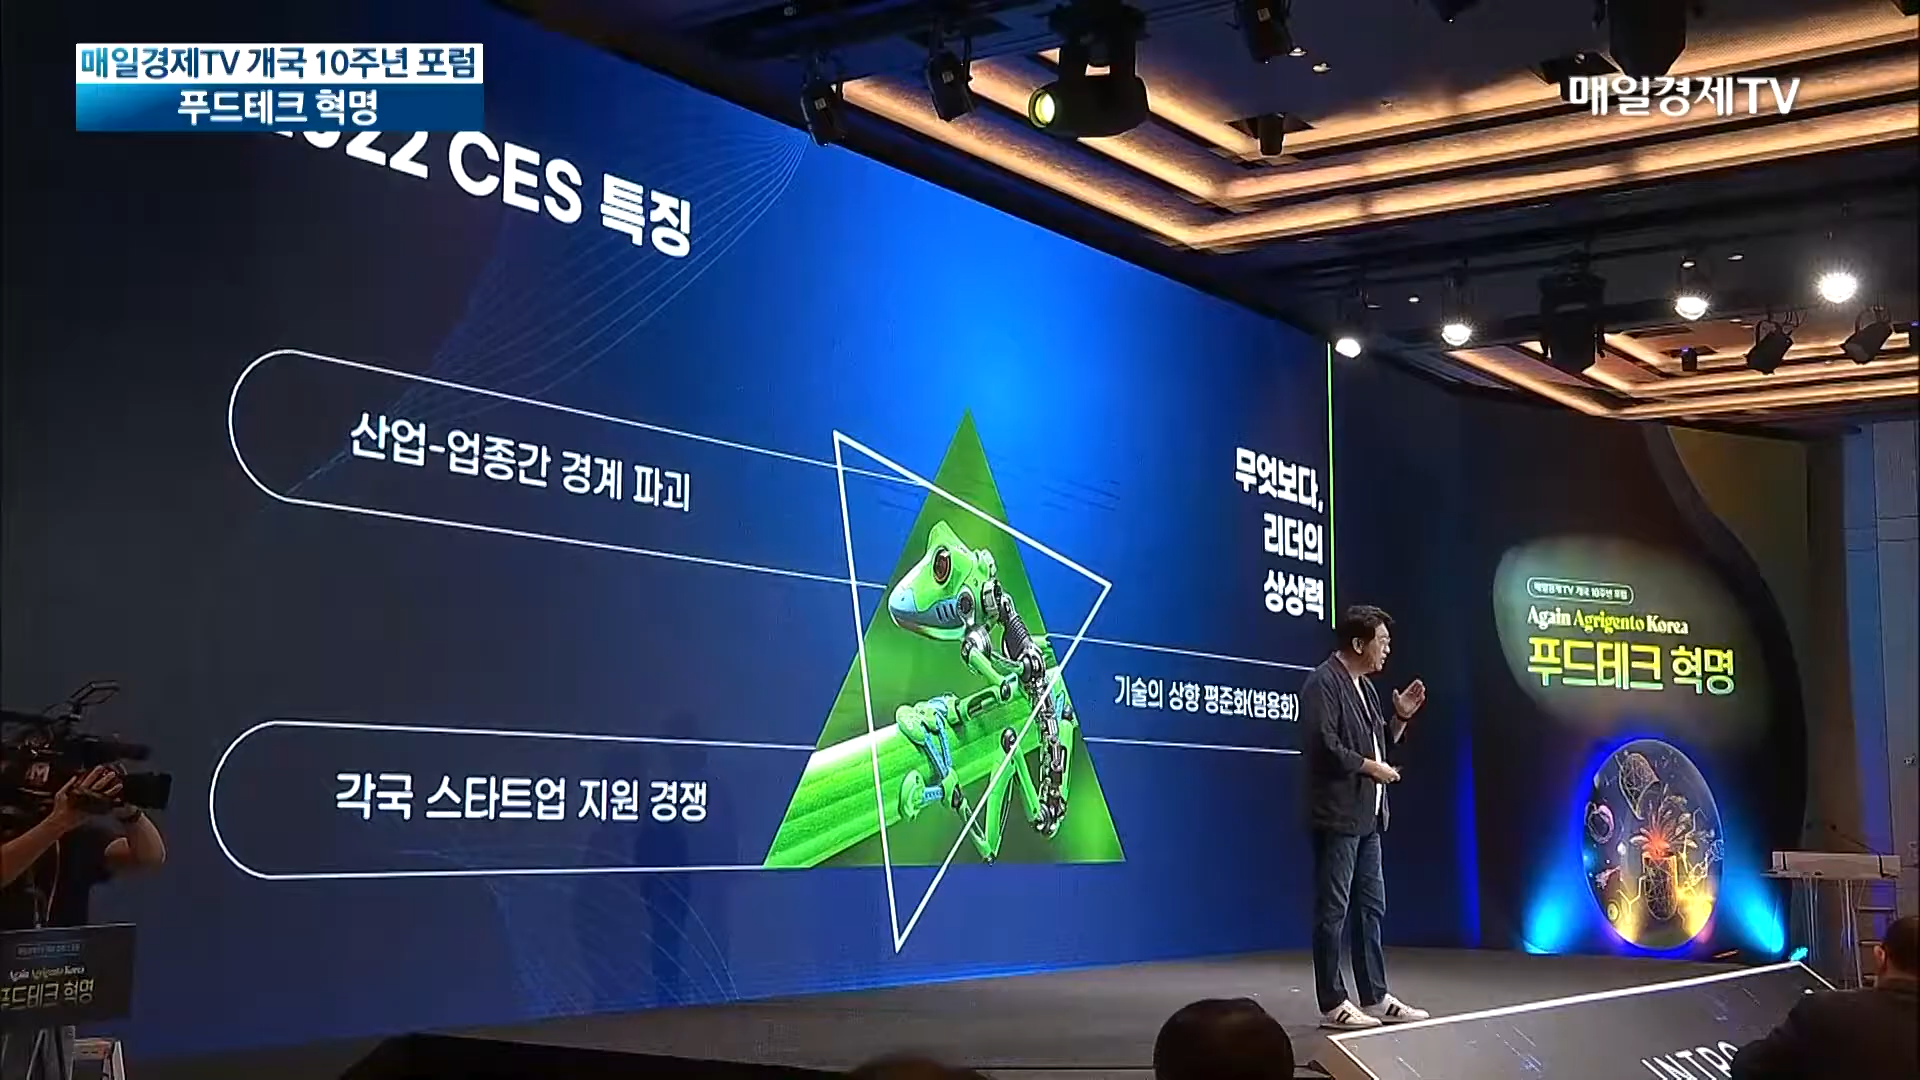 매일경제TV 개국 10주년 포럼
푸드테크 혁명
매일경제TV
2022 CES 특징
산업-업종간 경계 파괴
각국 스타트업 지원 경쟁
무엇보다,
리더의
상상력
기술의 상향 평준화(범용화)
매일경제TV 개국 10주년 포럼
Again Agrigento Korea
푸드테크 혁명
Again Agrigento Korea
푸드테크 혁명